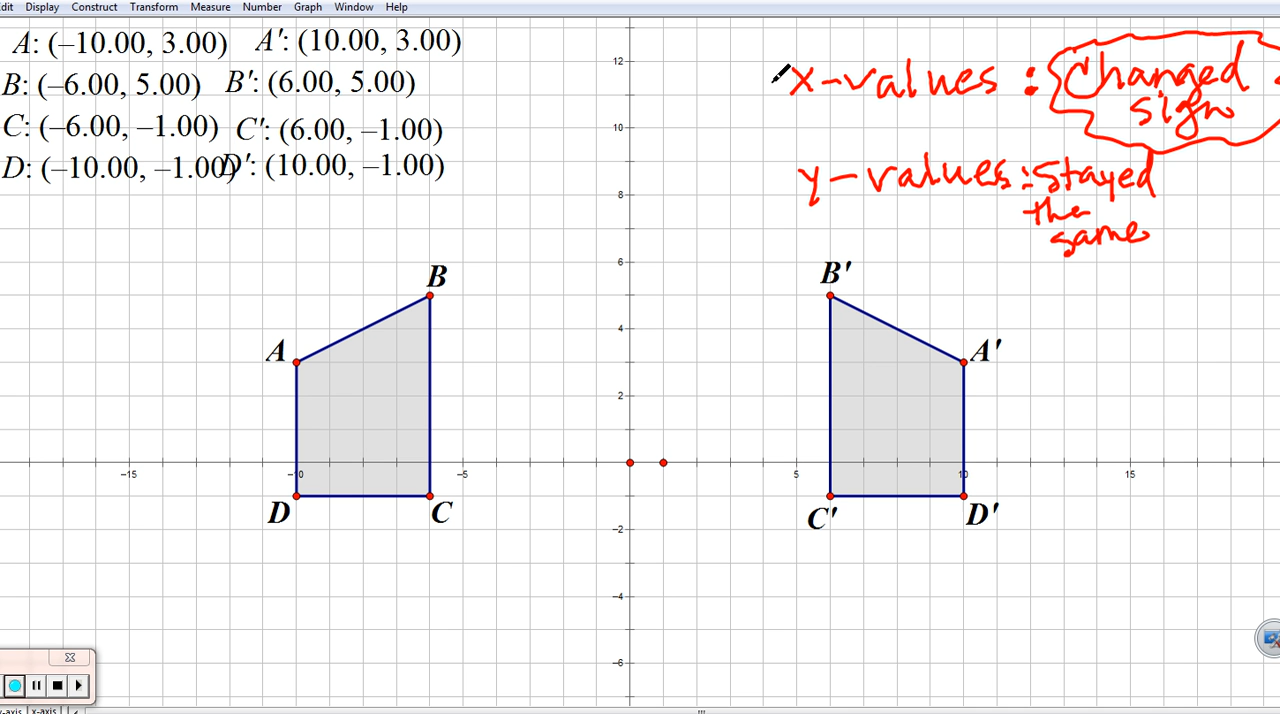 dit Display Construct Transform Measure Number Graph Window Help
A: (–10.00, 3.00) A': (10.00, 3.00)
B: (–6.00, 5.00) B': (6.00, 5.00)
C: (–6.00, –1.00) C': (6.00, –1.00)
D: (–10.00, –1.00) D': (10.00, –1.00)
x-values : Changed
sign
y-values : stayed
the
same
12
10
8
6
4
2
–2
–4
–6
–15 –10 –5 5 10 15
B B'
A A'
D C C' D'
y-axis x-axis